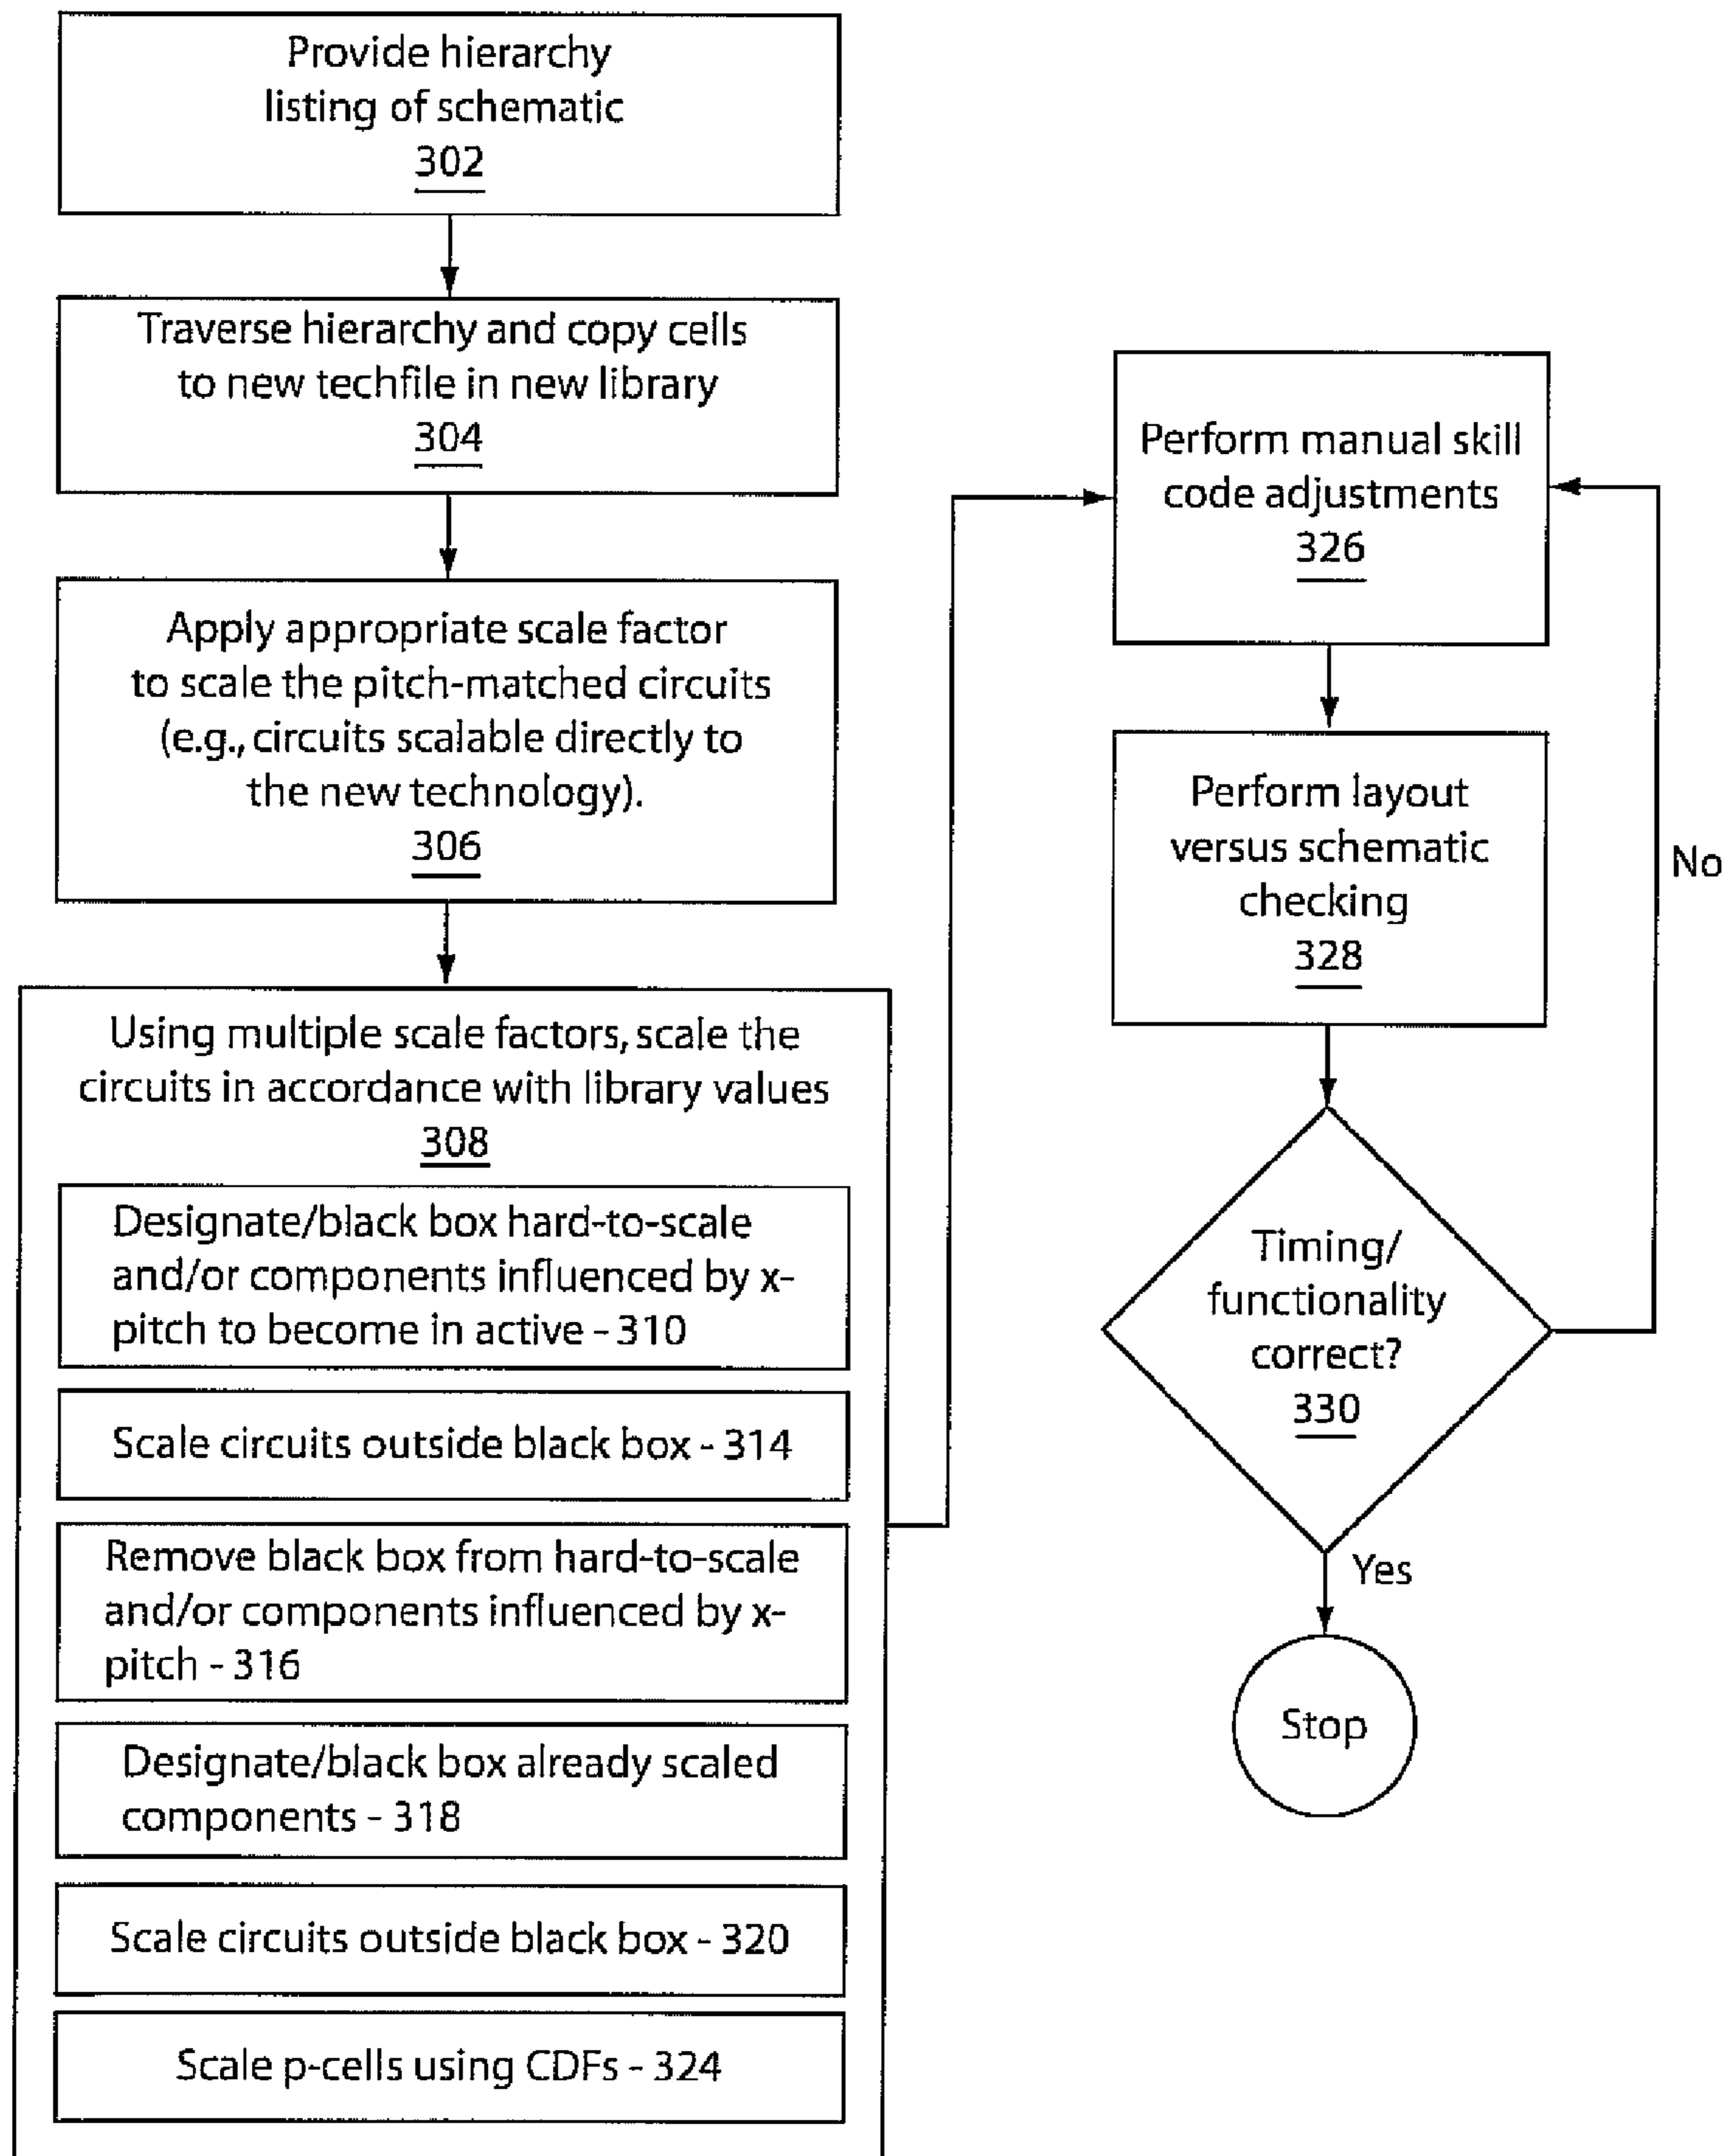 Provide hierarchy
listing of schematic
302
Traverse hierarchy and copy cells
to new techfile in new library
304
Apply appropriate scale factor
to scale the pitch-matched circuits
(e.g., circuits scalable directly to
the new technology).
306
Using multiple scale factors, scale the
circuits in accordance with library values
308
Designate/black box hard-to-scale
and/or components influenced by x-
pitch to become in active - 310
Scale circuits outside black box - 314
Remove black box from hard-to-scale
and/or components influenced by x-
pitch - 316
Designate/black box already scaled
components - 318
Scale circuits outside black box - 320
Scale p-cells using CDFs - 324
Perform manual skill
code adjustments
326
Perform layout
versus schematic
checking
328
No
Timing/
functionality
correct?
330
Yes
Stop